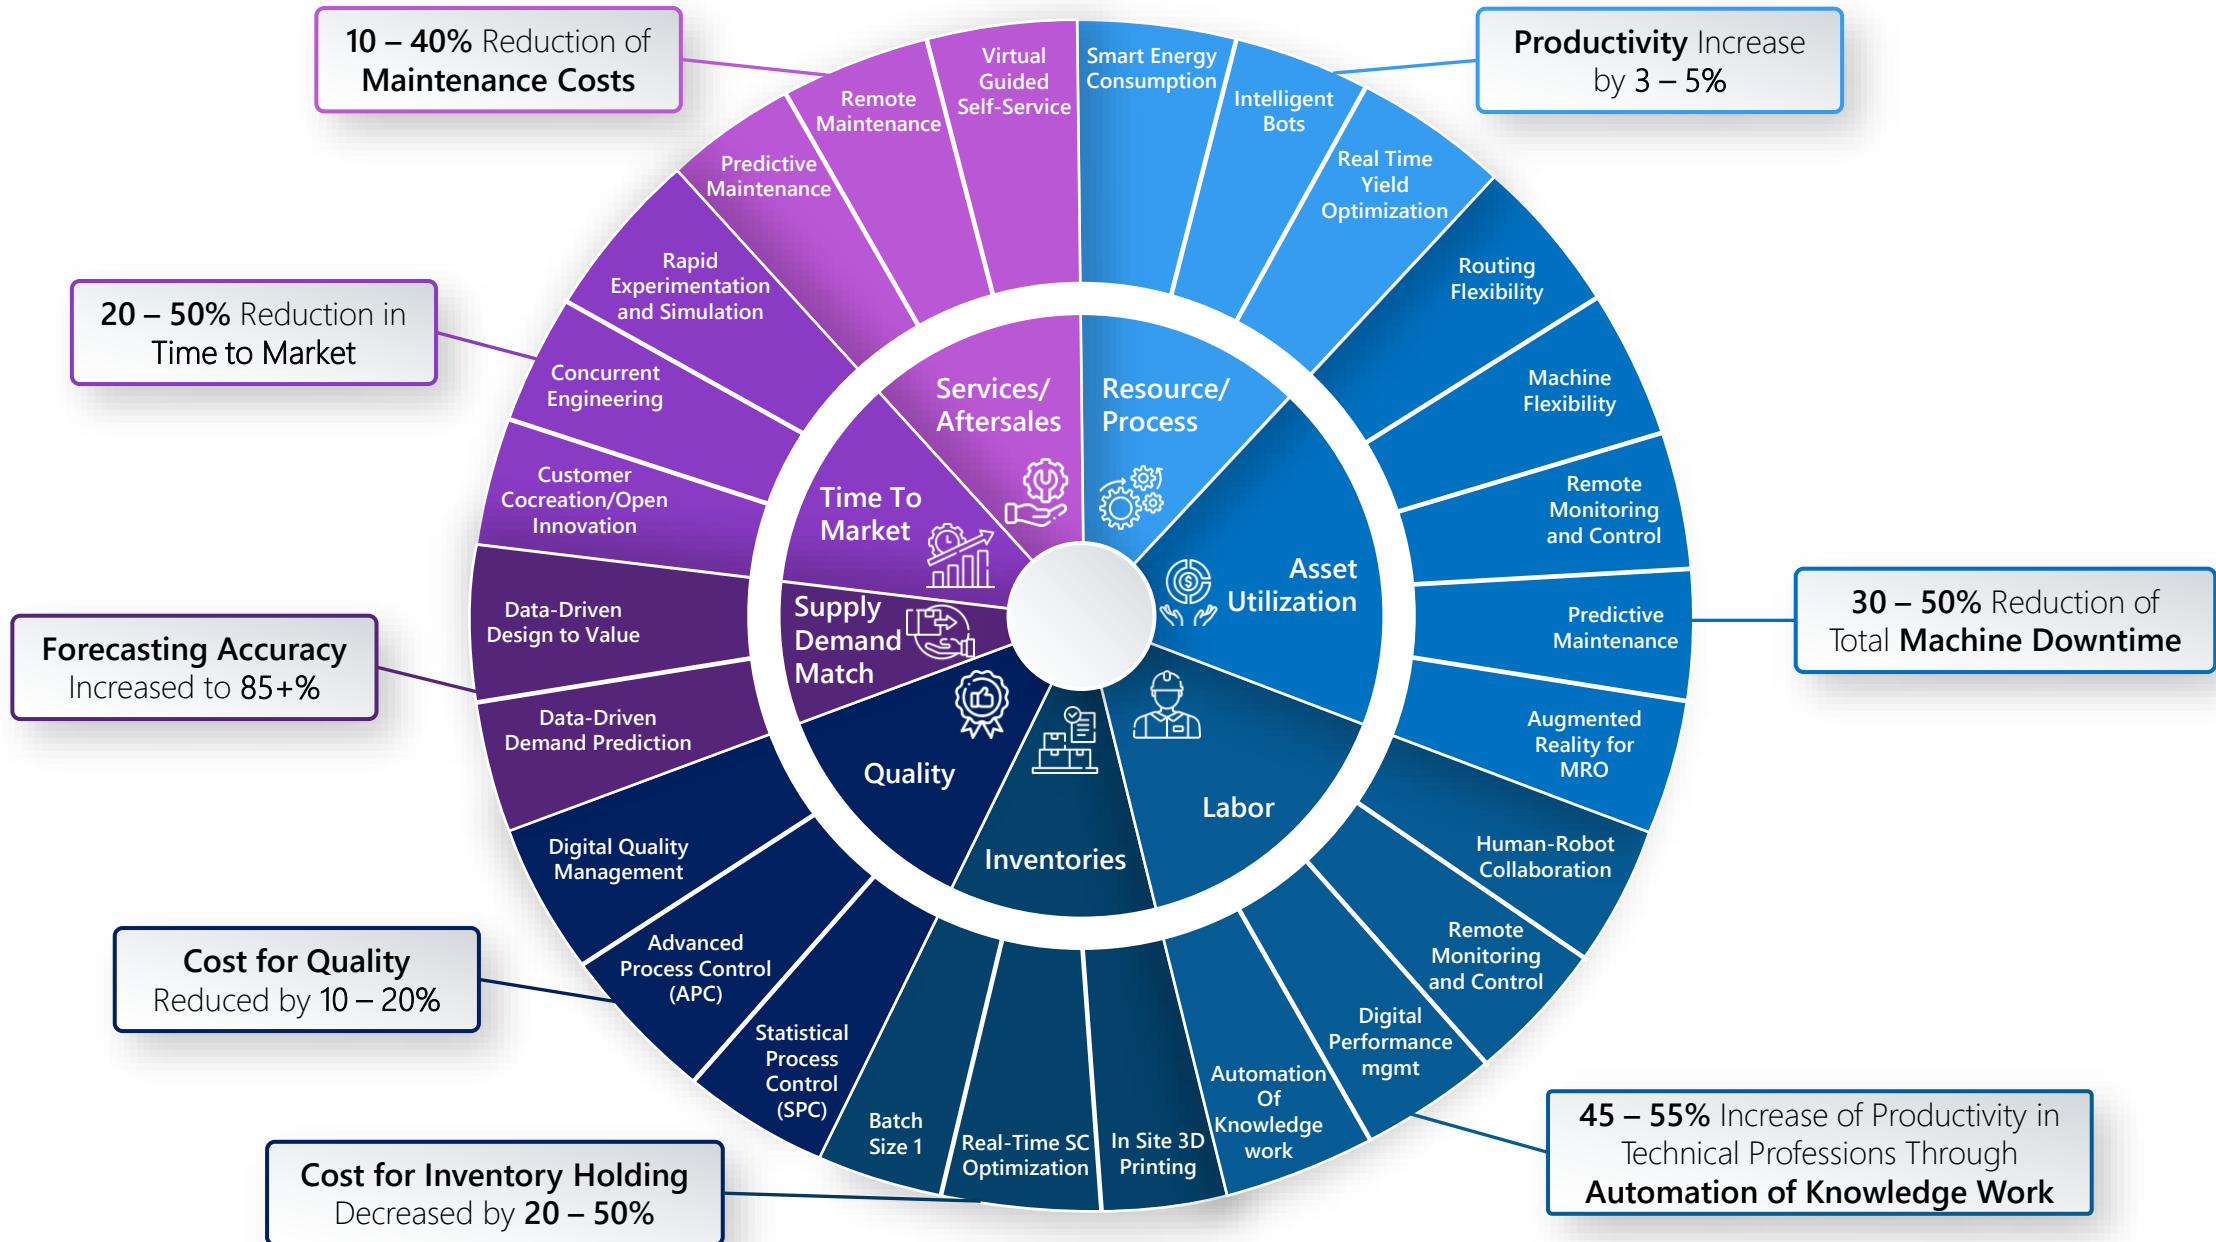 10 – 40% Reduction of
Maintenance Costs
Productivity Increase
by 3 – 5%
20 – 50% Reduction in
Time to Market
30 – 50% Reduction of
Total Machine Downtime
Forecasting Accuracy
Increased to 85+%
Cost for Quality
Reduced by 10 – 20%
45 – 55% Increase of Productivity in
Technical Professions Through
Automation of Knowledge Work
Cost for Inventory Holding
Decreased by 20 – 50%
Smart Energy
Consumption
Intelligent
Bots
Real Time
Yield
Optimization
Routing
Flexibility
Machine
Flexibility
Remote
Monitoring
and Control
Predictive
Maintenance
Augmented
Reality for
MRO
Human-Robot
Collaboration
Remote
Monitoring
and Control
Digital
Performance
mgmt
Automation
Of
Knowledge
work
In Site 3D
Printing
Real-Time SC
Optimization
Batch
Size 1
Statistical
Process
Control
(SPC)
Advanced
Process Control
(APC)
Digital Quality
Management
Data-Driven
Demand Prediction
Data-Driven
Design to Value
Customer
Cocreation/Open
Innovation
Concurrent
Engineering
Rapid
Experimentation
and Simulation
Predictive
Maintenance
Remote
Maintenance
Virtual
Guided
Self-Service
Services/
Aftersales
Resource/
Process
Asset
Utilization
Labor
Inventories
Quality
Supply
Demand
Match
Time To
Market